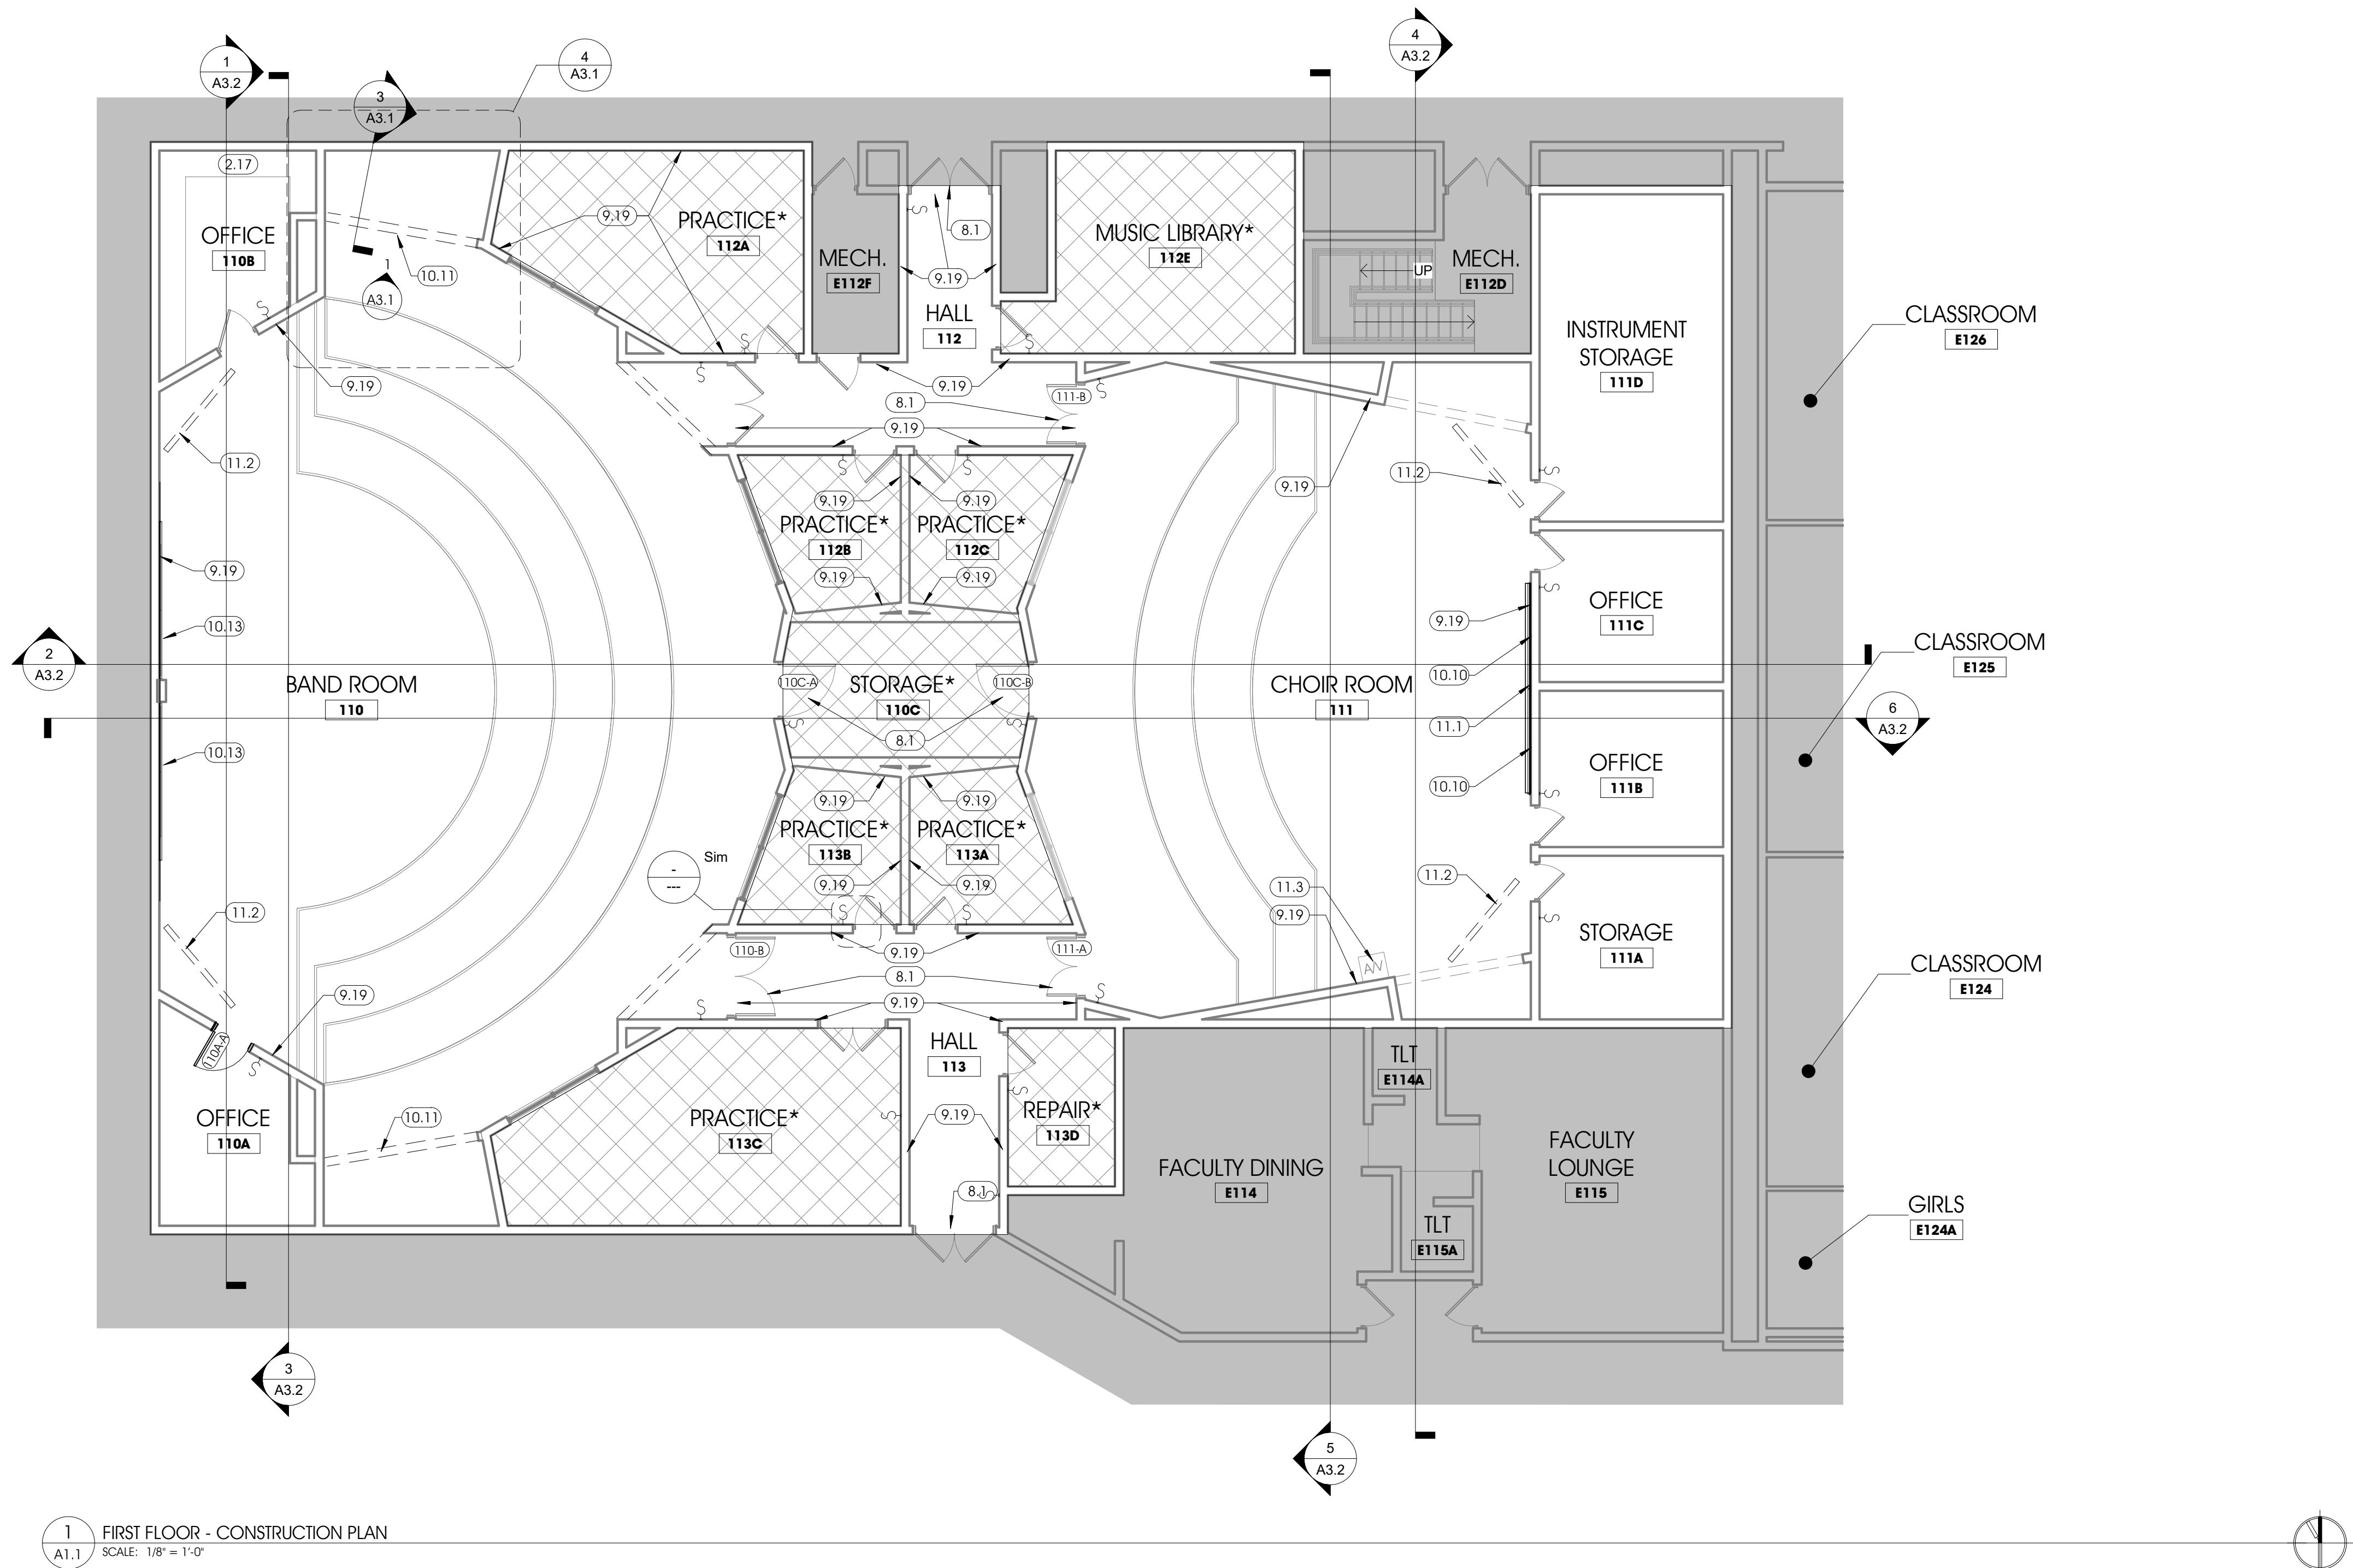 4
A3.2
1
A3.2
4
A3.1
3
A3.1
2.17
OFFICE
110B
9.19
PRACTICE*
112A
10.11
1
A3.1
MECH.
E112F
8.1
9.19
HALL
112
MUSIC LIBRARY*
112E
UP
MECH.
E112D
INSTRUMENT
STORAGE
111D
CLASSROOM
E126
9.19
9.19
111-B
8.1
9.19
11.2
11.2
9.19
9.19
9.19
PRACTICE*
112B
PRACTICE*
112C
9.19
9.19
9.19
10.13
OFFICE
111C
9.19
CLASSROOM
E125
2
A3.2
BAND ROOM
110
110C-A
STORAGE*
110C
110C-B
CHOIR ROOM
111
10.10
11.1
6
A3.2
8.1
10.13
OFFICE
111B
10.10
9.19
9.19
PRACTICE*
113B
PRACTICE*
113A
-
---
Sim
9.19
9.19
11.3
11.2
9.19
11.2
STORAGE
111A
110-B
9.19
111-A
8.1
AV
CLASSROOM
E124
9.19
9.19
110A-A
HALL
113
TLT
E114A
OFFICE
110A
10.11
PRACTICE*
113C
9.19
REPAIR*
113D
FACULTY DINING
E114
FACULTY
LOUNGE
E115
8.1
TLT
E115A
GIRLS
E124A
3
A3.2
5
A3.2
1
A1.1
FIRST FLOOR - CONSTRUCTION PLAN
SCALE: 1/8" = 1'-0"